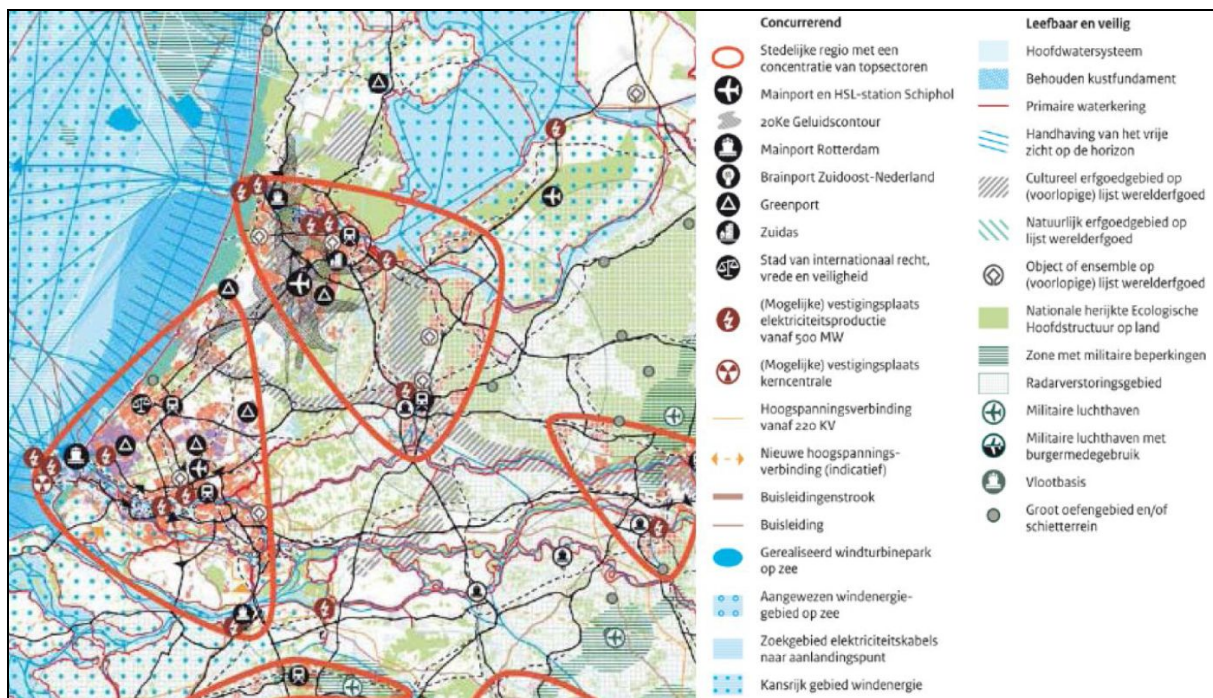 Concurrerend
Stedelijke regio met een
concentratie van topsectoren
Mainport en HSL-station Schiphol
20Ke Geluidscontour
Mainport Rotterdam
Brainport Zuidoost-Nederland
Greenport
Zuidas
Stad van internationaal recht,
vrede en veiligheid
(Mogelijke) vestigingsplaats
elektriciteitsproductie
vanaf 500 MW
(Mogelijke) vestigingsplaats
kerncentrale
Hoogspanningsverbinding
vanaf 220 KV
Nieuwe hoogspannings-
verbinding (indicatief)
Buisleidingenstrook
Buisleiding
Gerealiseerd windturbinepark
op zee
Aangewezen windenergie-
gebied op zee
Zoekgebied elektriciteitskabels
naar aanlandingspunt
Kansrijk gebied windenergie
Leefbaar en veilig
Hoofdwatersysteem
Behouden kustfundament
Primaire waterkering
Handhaving van het vrije
zicht op de horizon
Cultureel erfgoedgebied op
(voorlopige) lijst werelderfgoed
Natuurlijk erfgoedgebied op
lijst werelderfgoed
Object of ensemble op
(voorlopige) lijst werelderfgoed
Nationale herijkte Ecologische
Hoofdstructuur op land
Zone met militaire beperkingen
Radarverstoringsgebied
Militaire luchthaven
Militaire luchthaven met
burgermedegebruik
Vlootbasis
Groot oefengebied en/of
schietterrein